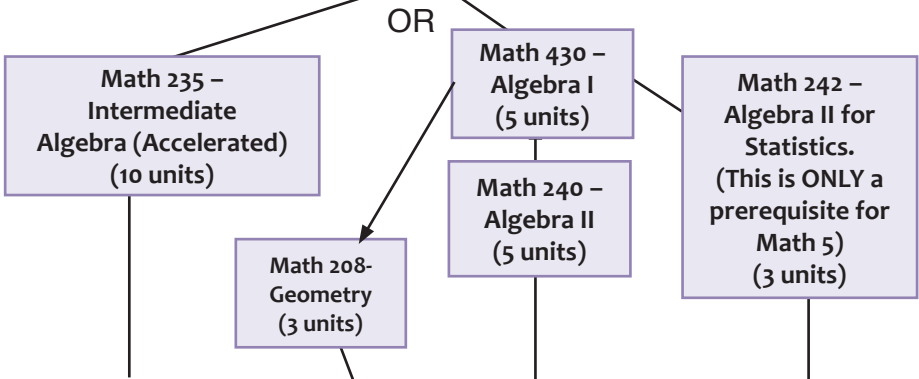 OR
Math 235 –
Intermediate
Algebra (Accelerated)
(10 units)
Math 430 –
Algebra I
(5 units)
Math 242 –
Algebra II for
Statistics.
(This is ONLY a
prerequisite for
Math 5)
(3 units)
Math 240 –
Algebra II
(5 units)
Math 208-
Geometry
(3 units)